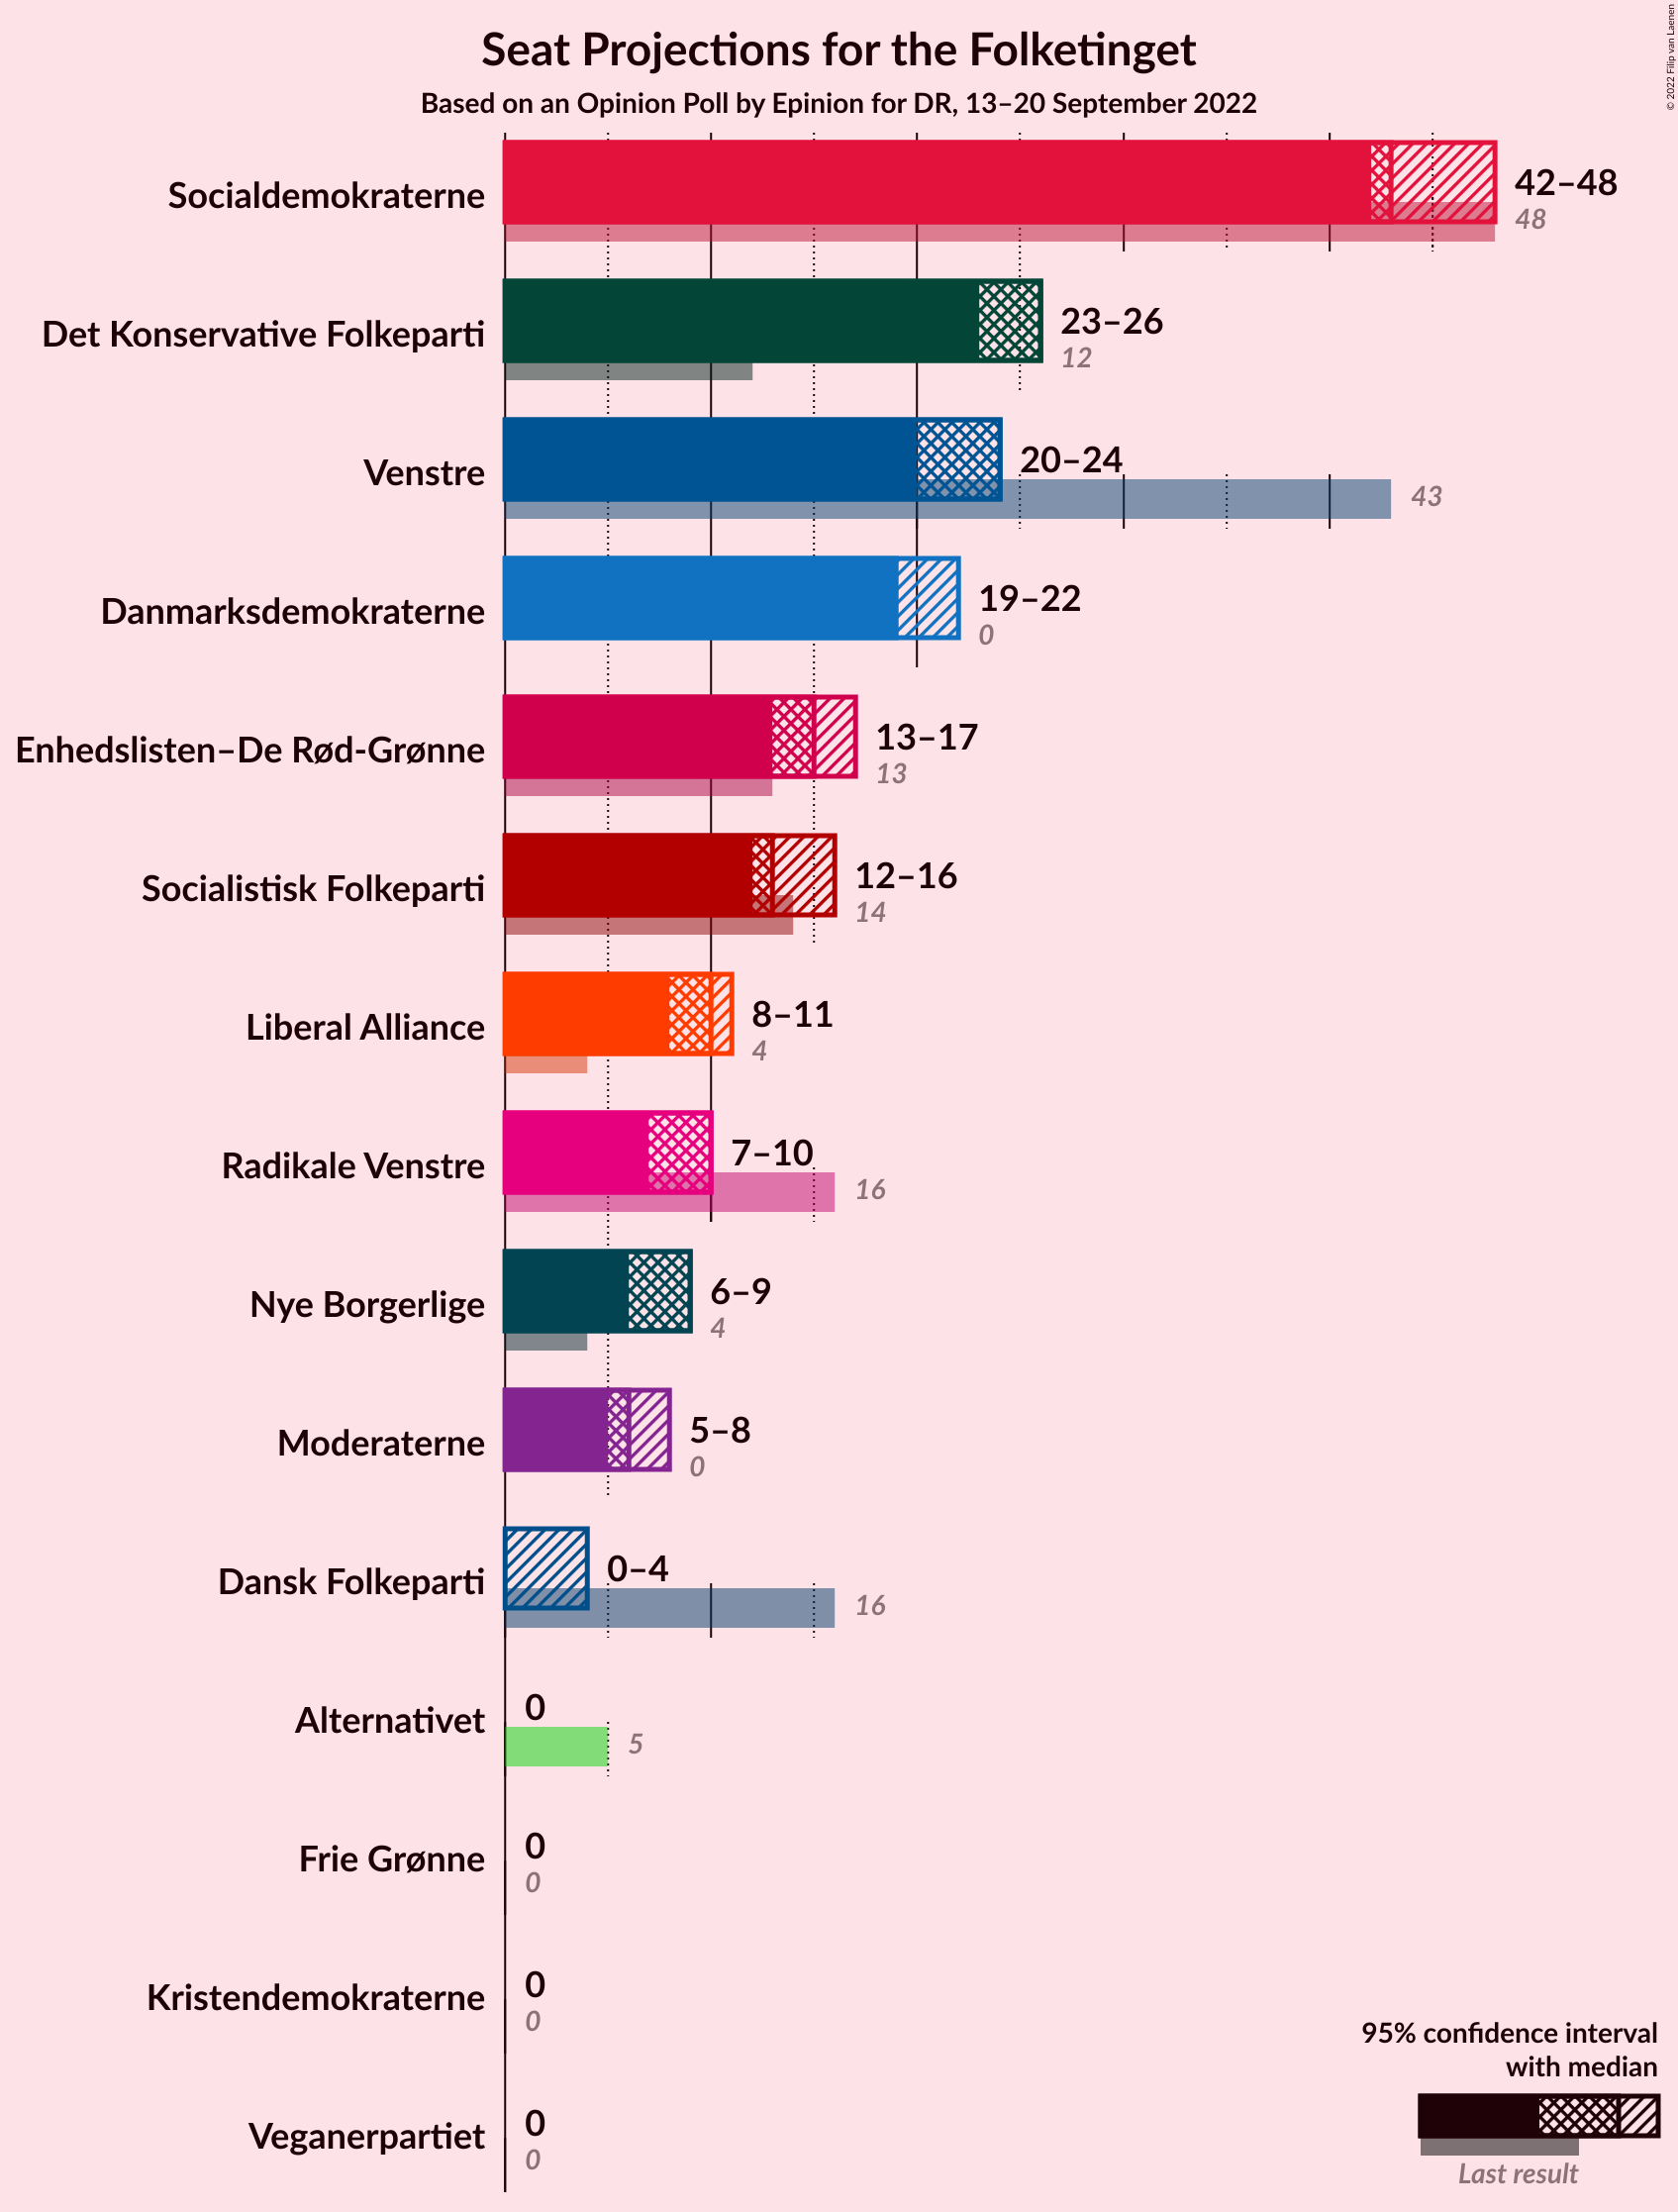 Seat Projections for the Folketinget
Based on an Opinion Poll by Epinion for DR, 13–20 September 2022
© 2022 Filip van Laenen
Socialdemokraterne
42–48
48
Det Konservative Folkeparti
23–26
12
Venstre
20–24
43
Danmarksdemokraterne
19–22
0
Enhedslisten–De Rød-Grønne
13–17
13
Socialistisk Folkeparti
12–16
14
Liberal Alliance
8–11
4
Radikale Venstre
7–10
16
Nye Borgerlige
6–9
4
Moderaterne
5–8
0
Dansk Folkeparti
0–4
16
Alternativet
0
5
Frie Grønne
0
0
Kristendemokraterne
0
0
Veganerpartiet
0
0
95% confidence interval
with median
Last result